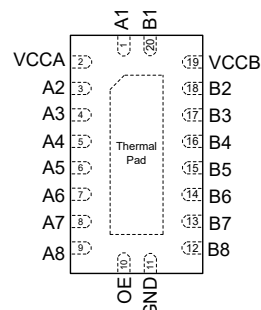 A1 B1
1 20
VCCA 2 19 VCCB
A2 3 18 B2
A3 4 17 B3
A4 5 16 B4
A5 6 15 B5
A6 7 14 B6
A7 8 13 B7
A8 9 12 B8
Thermal
Pad
10 11
OE GND